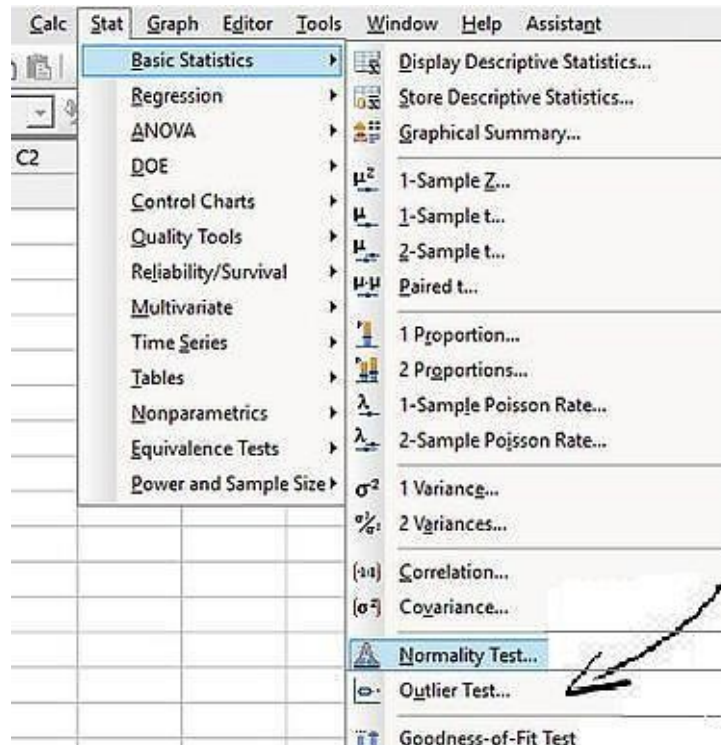 Calc Stat Graph Editor Tools Window Help Assistant
C2
Basic Statistics
Regression
ANOVA
DOE
Control Charts
Quality Tools
Reliability/Survival
Multivariate
Time Series
Tables
Nonparametrics
Equivalence Tests
Power and Sample Size
Display Descriptive Statistics...
Store Descriptive Statistics...
Graphical Summary...
1-Sample Z...
1-Sample t...
2-Sample t...
Paired t...
1 Proportion...
2 Proportions...
1-Sample Poisson Rate...
2-Sample Poisson Rate...
1 Variance...
2 Variances...
Correlation...
Covariance...
Normality Test...
Outlier Test...
Goodness-of-Fit Test